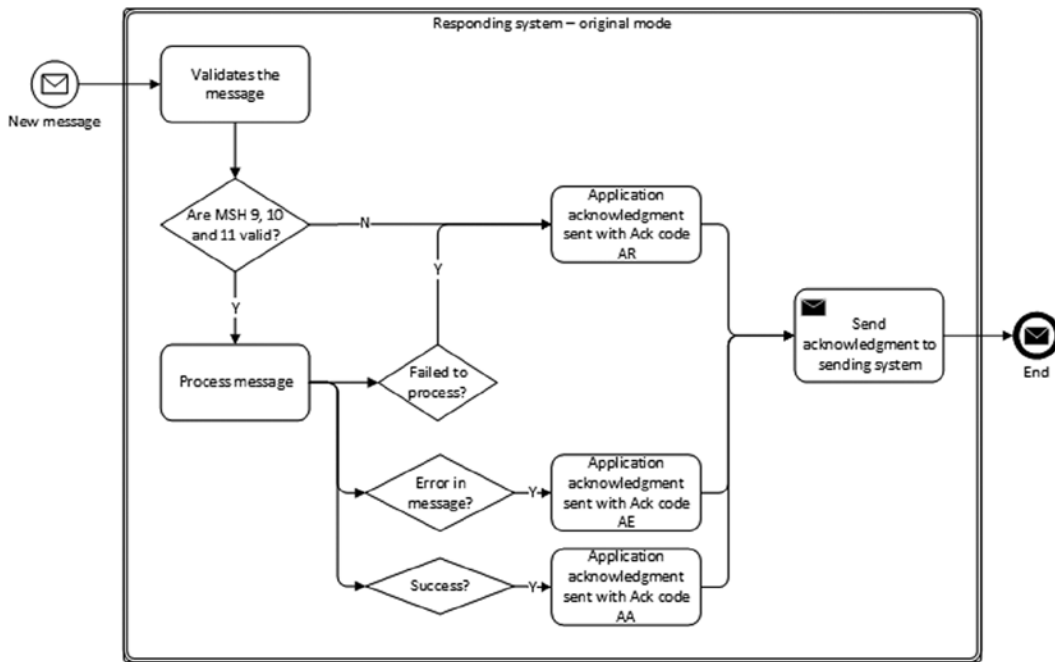 Responding system – original mode
New message
Validates the
message
Are MSH 9, 10
and 11 valid?
N
Y
Application
acknowledgment
sent with Ack code
AR
Y
Process message
Failed to
process?
Send
acknowledgment to
sending system
End
Error in
message?
Y
Application
acknowledgment
sent with Ack code
AE
Success?
Y
Application
acknowledgment
sent with Ack code
AA